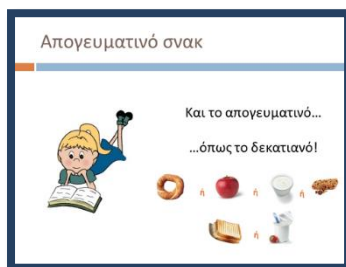 Απογευματινό σνακ
Και το απογευματινό...
...όπως το δεκατιανό!
ή ή ή
ή